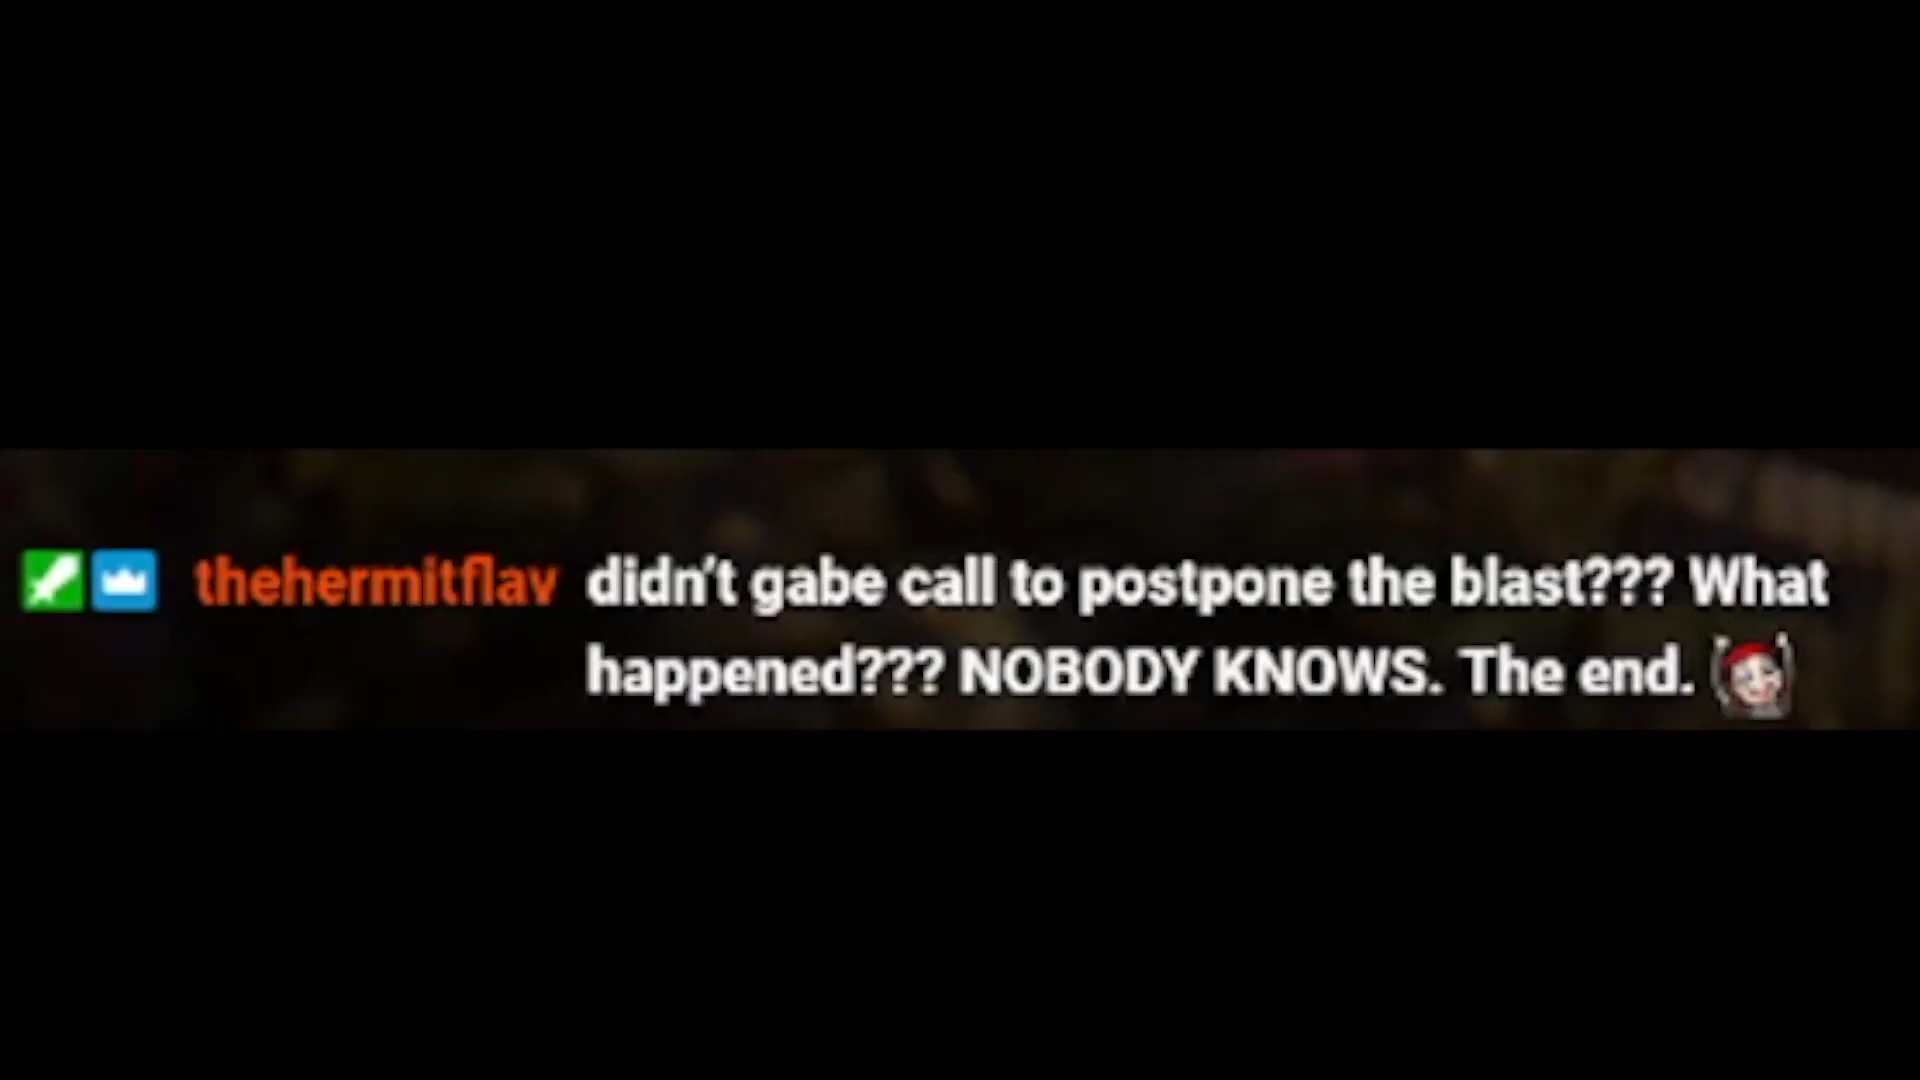 thehermitflav didn't gabe call to postpone the blast??? What
happened??? NOBODY KNOWS. The end.